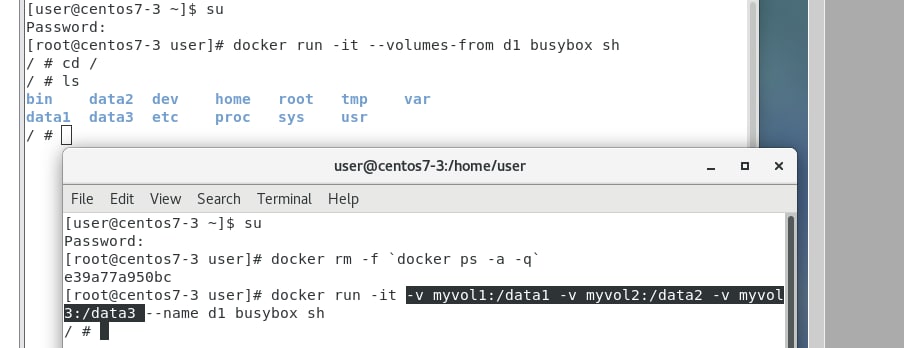 [user@centos7-3 ~]$ su
Password:
[root@centos7-3 user]# docker run -it --volumes-from d1 busybox sh
/ # cd /
/ # ls
bin    data2  dev    home   root   tmp    var
data1  data3  etc    proc   sys    usr
/ #
user@centos7-3:/home/user
File Edit View Search Terminal Help
[user@centos7-3 ~]$ su
Password:
[root@centos7-3 user]# docker rm -f `docker ps -a -q`
e39a77a950bc
[root@centos7-3 user]# docker run -it -v myvol1:/data1 -v myvol2:/data2 -v myvol
3:/data3 --name d1 busybox sh
/ #